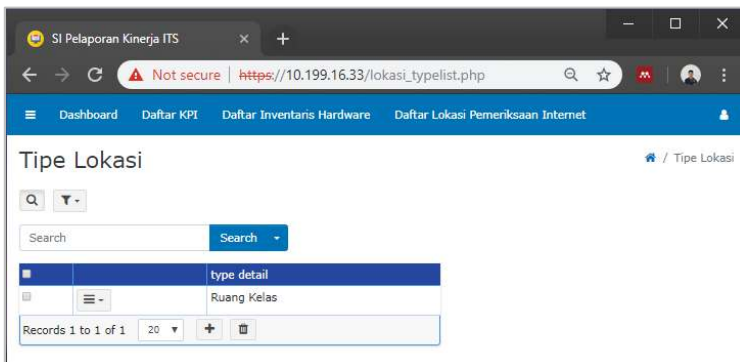 SI Pelaporan Kinerja ITS
Not secure | https://10.199.16.33/lokasi_typelist.php
Dashboard Daftar KPI Daftar Inventaris Hardware Daftar Lokasi Pemeriksaan Internet
Tipe Lokasi
/ Tipe Lokasi
Search Search
type detail
Ruang Kelas
Records 1 to 1 of 1 20